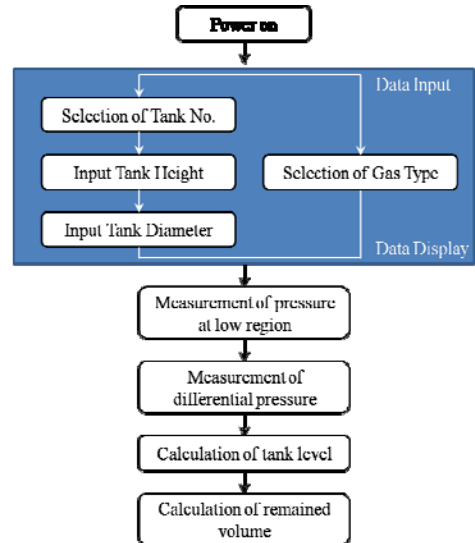 Power on
Data Input
Selection of Tank No.
Input Tank Height
Selection of Gas Type
Input Tank Diameter
Data Display
Measurement of pressure
at low region
Measurement of
differential pressure
Calculation of tank level
Calculation of remained
volume